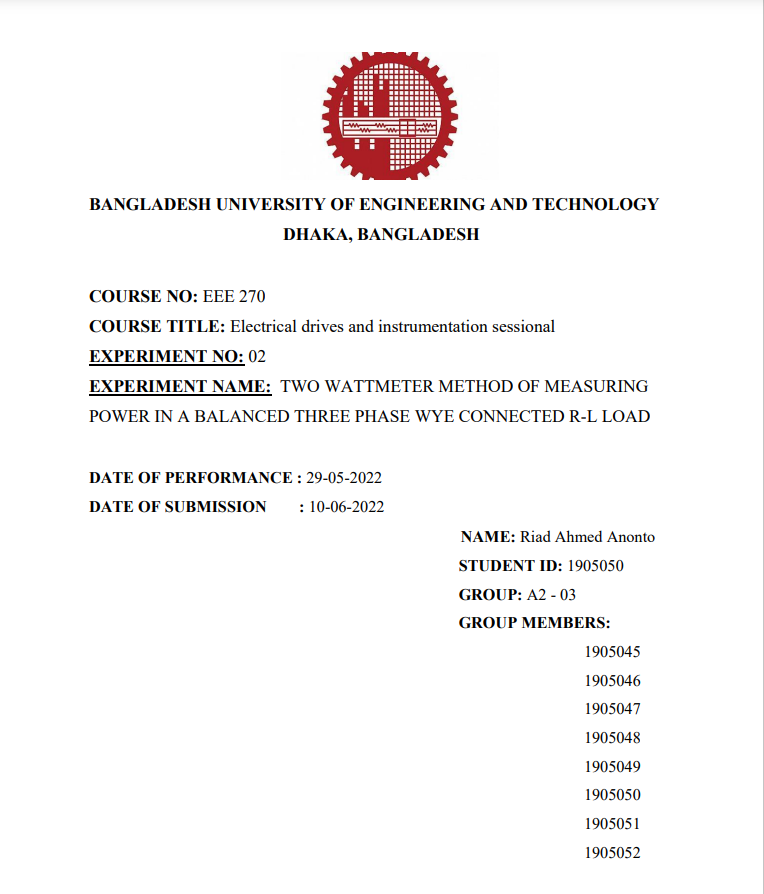 BANGLADESH UNIVERSITY OF ENGINEERING AND TECHNOLOGY
DHAKA, BANGLADESH
COURSE NO: EEE 270
COURSE TITLE: Electrical drives and instrumentation sessional
EXPERIMENT NO: 02
EXPERIMENT NAME: TWO WATTMETER METHOD OF MEASURING
POWER IN A BALANCED THREE PHASE WYE CONNECTED R-L LOAD
DATE OF PERFORMANCE : 29-05-2022
DATE OF SUBMISSION : 10-06-2022
NAME: Riad Ahmed Anonto
STUDENT ID: 1905050
GROUP: A2 - 03
GROUP MEMBERS:
1905045
1905046
1905047
1905048
1905049
1905050
1905051
1905052